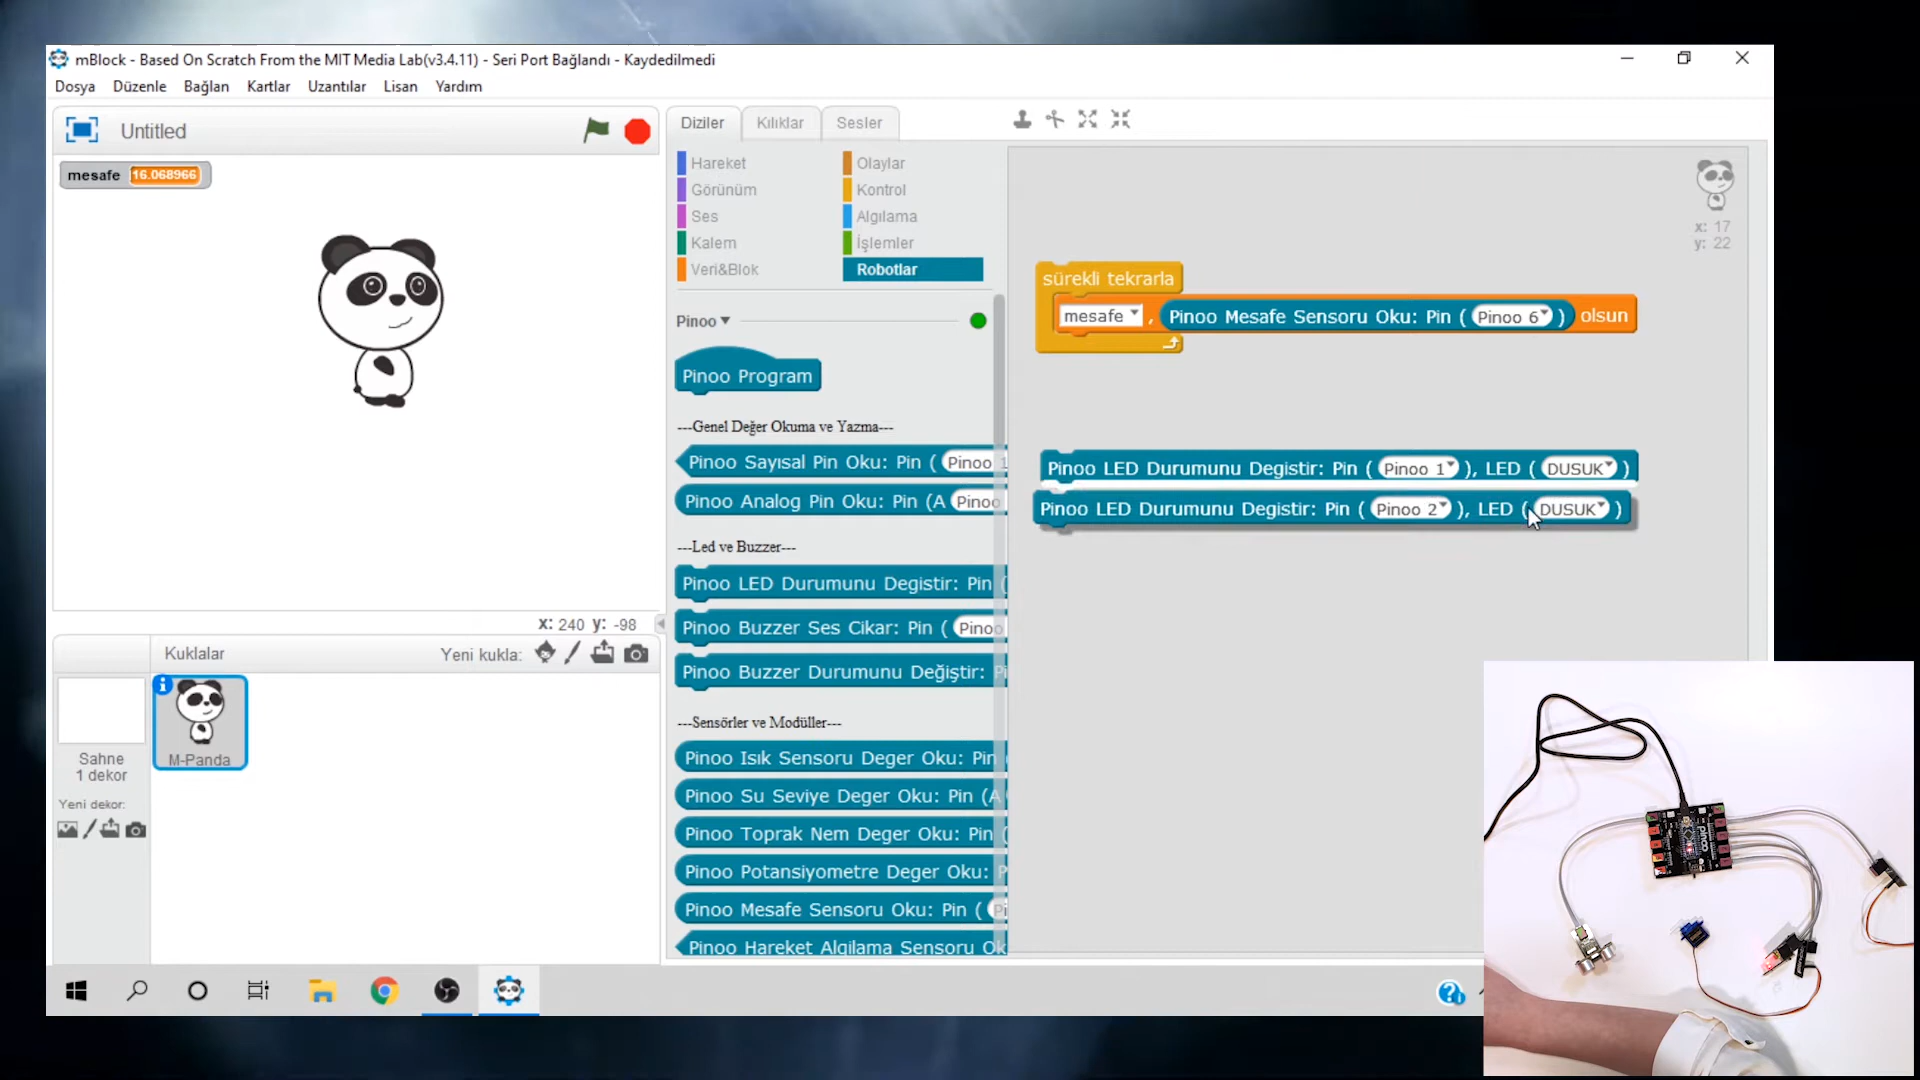 mBlock - Based On Scratch From the MIT Media Lab(v3.4.11) - Seri Port Bağlandı - Kaydedilmedi
Dosya Düzenle Bağlan Kartlar Uzantılar Lisan Yardım
Untitled
mesafe 16.068966
x: 240 y: -98
Kuklalar
Yeni kukla:
Sahne
1 dekor
Yeni dekor:
M-Panda
Diziler Kılıklar Sesler
Hareket
Görünüm
Ses
Kalem
Veri&Blok
Olaylar
Kontrol
Algılama
İşlemler
Robotlar
Pinoo
Pinoo Program
---Genel Değer Okuma ve Yazma---
Pinoo Sayısal Pin Oku: Pin ( Pinoo 1
Pinoo Analog Pin Oku: Pin (A Pinoo
---Led ve Buzzer---
Pinoo LED Durumunu Degistir: Pin (
Pinoo Buzzer Ses Cikar: Pin ( Pinoo
Pinoo Buzzer Durumunu Değiştir:
---Sensörler ve Modüller---
Pinoo Isık Sensoru Deger Oku: Pin
Pinoo Su Seviye Deger Oku: Pin (A
Pinoo Toprak Nem Deger Oku: Pin
Pinoo Potansiyometre Deger Oku:
Pinoo Mesafe Sensoru Oku: Pin (
Pinoo Hareket Algilama Sensoru Ok
x: 17
y: 22
sürekli tekrarla
mesafe , Pinoo Mesafe Sensoru Oku: Pin ( Pinoo 6 ) olsun
Pinoo LED Durumunu Degistir: Pin ( Pinoo 1 ), LED ( DUSUK )
Pinoo LED Durumunu Degistir: Pin ( Pinoo 2 ), LED ( DUSUK )
pinoo